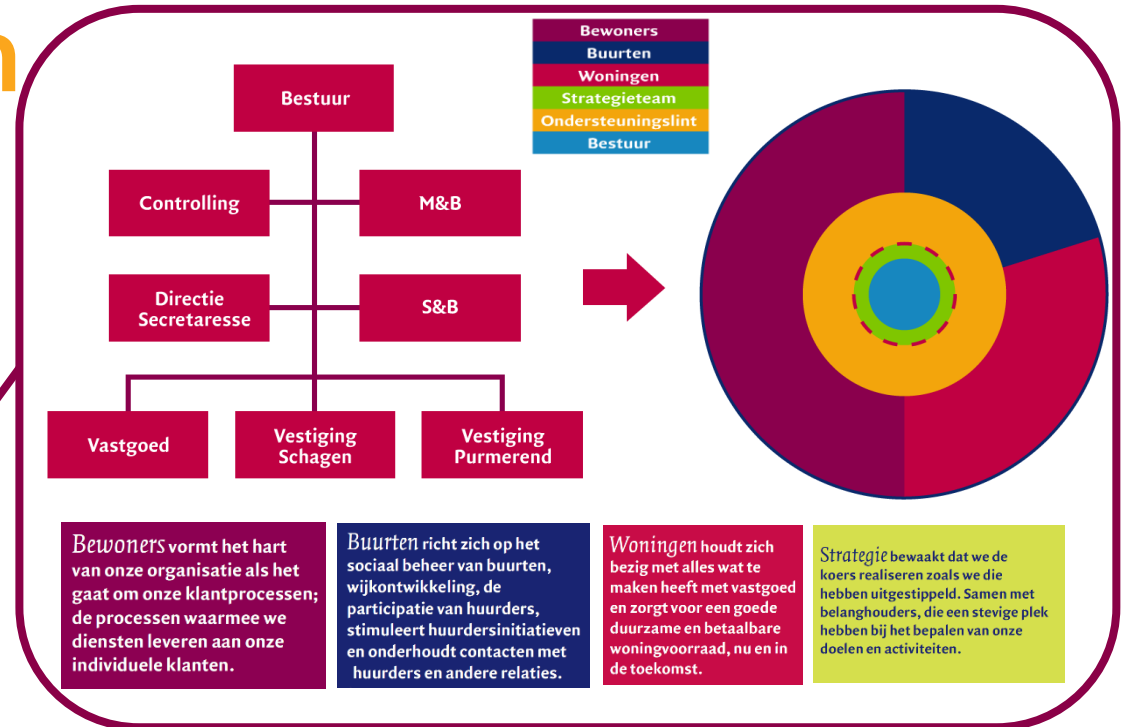 n
Bewoners
Buurten
Woningen
Strategieteam
Ondersteuningslint
Bestuur
Bestuur
Controlling
M&B
Directie
Secretaresse
S&B
Vastgoed
Vestiging
Schagen
Vestiging
Purmerend
Bewoners vormt het hart
van onze organisatie als het
gaat om onze klantprocessen;
de processen waarmee we
diensten leveren aan onze
individuele klanten.
Buurten richt zich op het
sociaal beheer van buurten,
wijkontwikkeling, de
participatie van huurders,
stimuleert huurdersinitiatieven
en onderhoudt contacten met
huurders en andere relaties.
Woningen houdt zich
bezig met alles wat te
maken heeft met vastgoed
en zorgt voor een goede
duurzame en betaalbare
woningvoorraad, nu en in
de toekomst.
Strategie bewaakt dat we de
koers realiseren zoals we die
hebben uitgestippeld. Samen met
belanghouders, die een stevige plek
hebben bij het bepalen van onze
doelen en activiteiten.